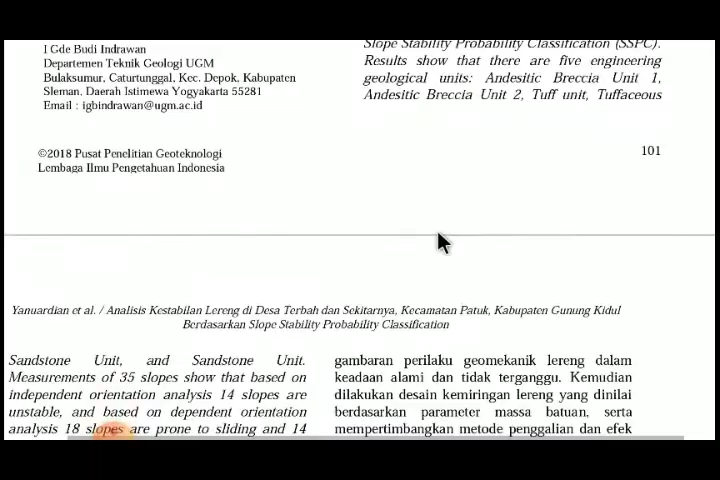 I Gde Budi Indrawan
Departemen Teknik Geologi UGM
Bulaksumur, Caturtunggal, Kec. Depok, Kabupaten
Sleman, Daerah Istimewa Yogyakarta 55281
Email : igbindrawan@ugm.ac.id
©2018 Pusat Penelitian Geoteknologi
Lembaga Ilmu Pengetahuan Indonesia
Slope Stability Probability Classification (SSPC).
Results show that there are five engineering
geological units: Andesitic Breccia Unit 1,
Andesitic Breccia Unit 2, Tuff unit, Tuffaceous
101
Yanuardian et al. / Analisis Kestabilan Lereng di Desa Terbah dan Sekitarnya, Kecamatan Patuk, Kabupaten Gunung Kidul
Berdasarkan Slope Stability Probability Classification
Sandstone Unit, and Sandstone Unit.
Measurements of 35 slopes show that based on
independent orientation analysis 14 slopes are
unstable, and based on dependent orientation
analysis 18 slopes are prone to sliding and 14
gambaran perilaku geomekanik lereng dalam
keadaan alami dan tidak terganggu. Kemudian
dilakukan desain kemiringan lereng yang dinilai
berdasarkan parameter massa batuan, serta
mempertimbangkan metode penggalian dan efek